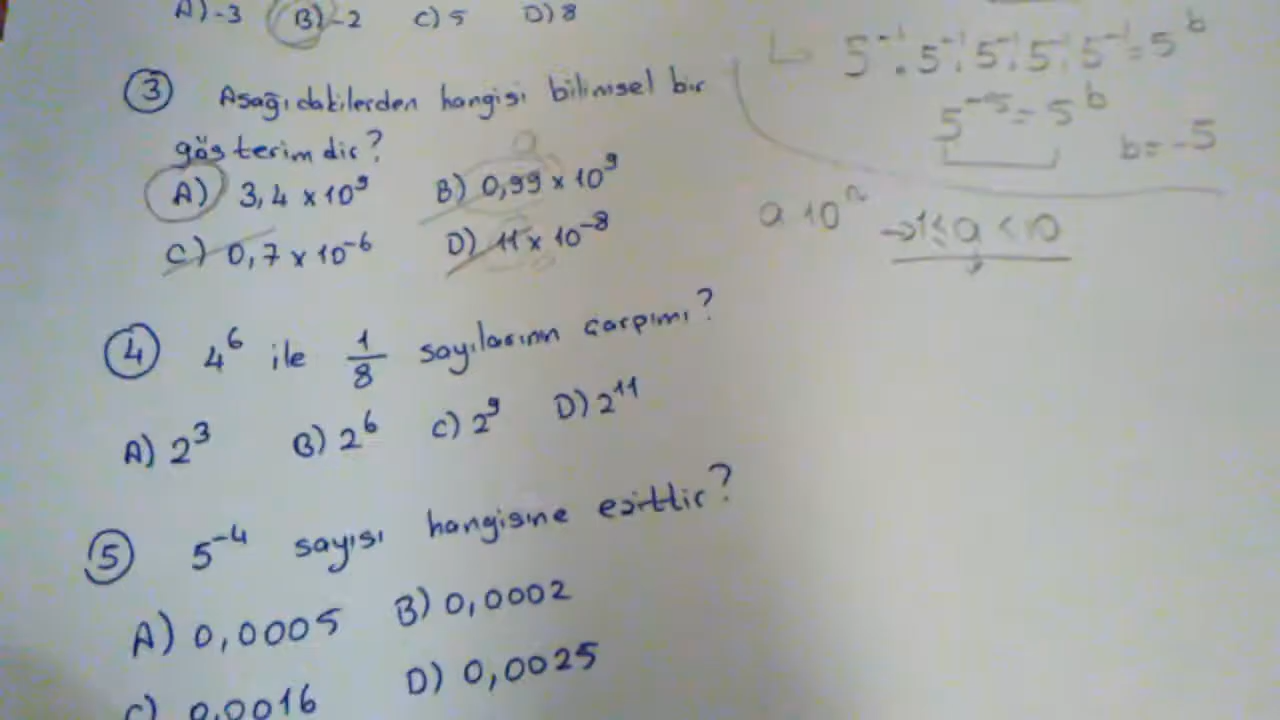 A) -3 B) -2 C) 5 D) 8
5⁻¹ · 5⁻¹ · 5⁻¹ · 5⁻¹ · 5⁻¹ = 5ᵇ
5⁻⁵ = 5ᵇ
b = -5
3 Asağıdakilerden hangisi bilimsel bir
gösterimdir?
A) 3,4 x 10⁹ B) 0,99 x 10⁹
C) 0,7 x 10⁻⁶ D) 11 x 10⁻⁸
a · 10ⁿ → 1 ≤ a < 10
4 4⁶ ile 1/8 sayılarının çarpımı?
A) 2³ B) 2⁶ C) 2⁹ D) 2¹¹
5 5⁻⁴ sayısı hangisine eşittir?
A) 0,0005 B) 0,0002
C) 0,0016 D) 0,0025